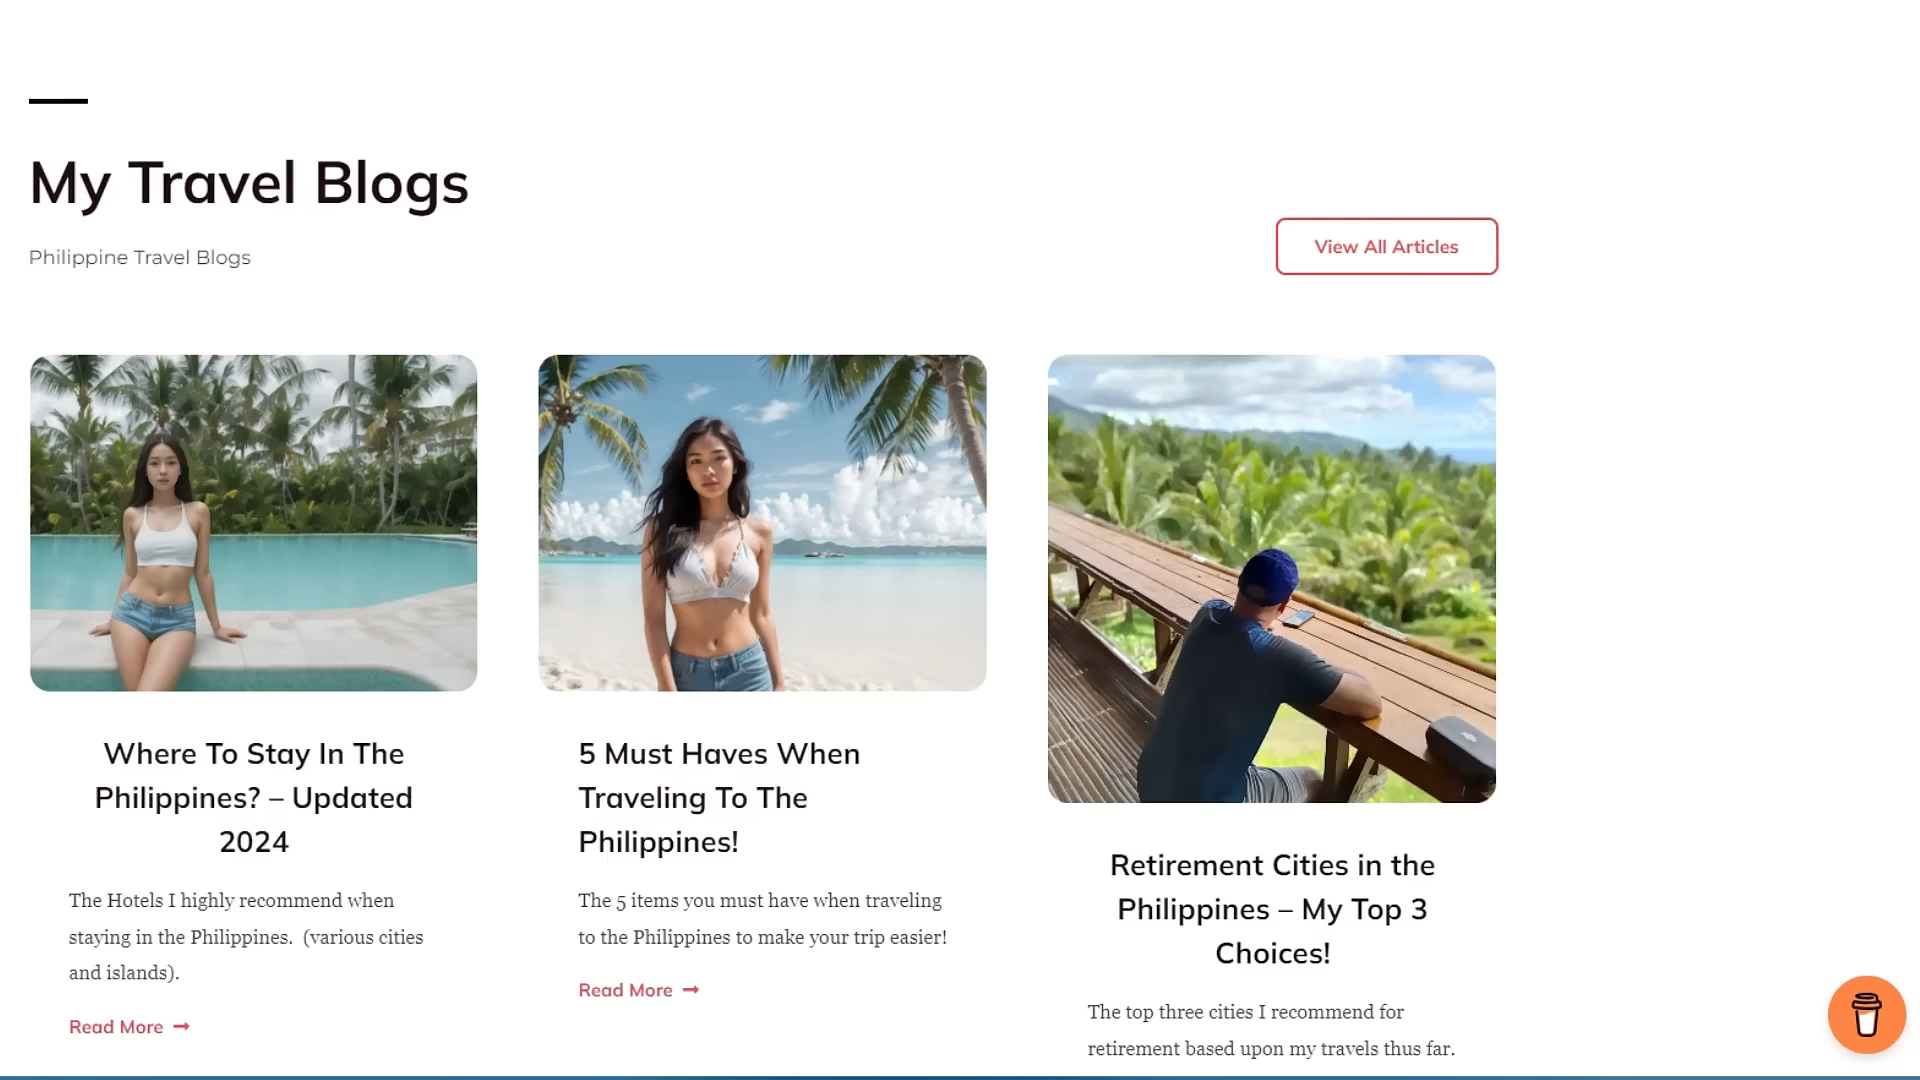 My Travel Blogs
Philippine Travel Blogs
View All Articles
Where To Stay In The
Philippines? – Updated
2024
The Hotels I highly recommend when
staying in the Philippines.  (various cities
and islands).
Read More
5 Must Haves When
Traveling To The
Philippines!
The 5 items you must have when traveling
to the Philippines to make your trip easier!
Read More
Retirement Cities in the
Philippines – My Top 3
Choices!
The top three cities I recommend for
retirement based upon my travels thus far.